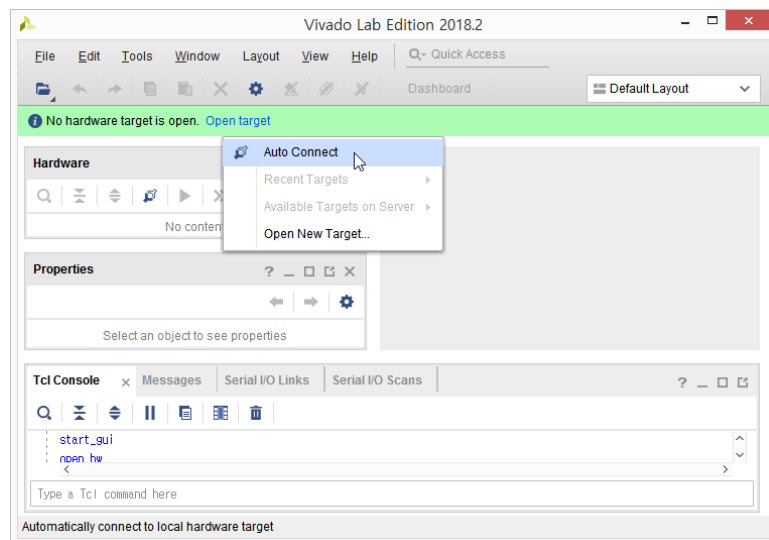 Vivado Lab Edition 2018.2
File Edit Tools Window Layout View Help Quick Access
Dashboard Default Layout
No hardware target is open. Open target
Auto Connect
Recent Targets
Available Targets on Server
Open New Target...
Hardware
No conten
Properties
Select an object to see properties
Tcl Console Messages Serial I/O Links Serial I/O Scans
start_gui
open_hw
Type a Tcl command here
Automatically connect to local hardware target